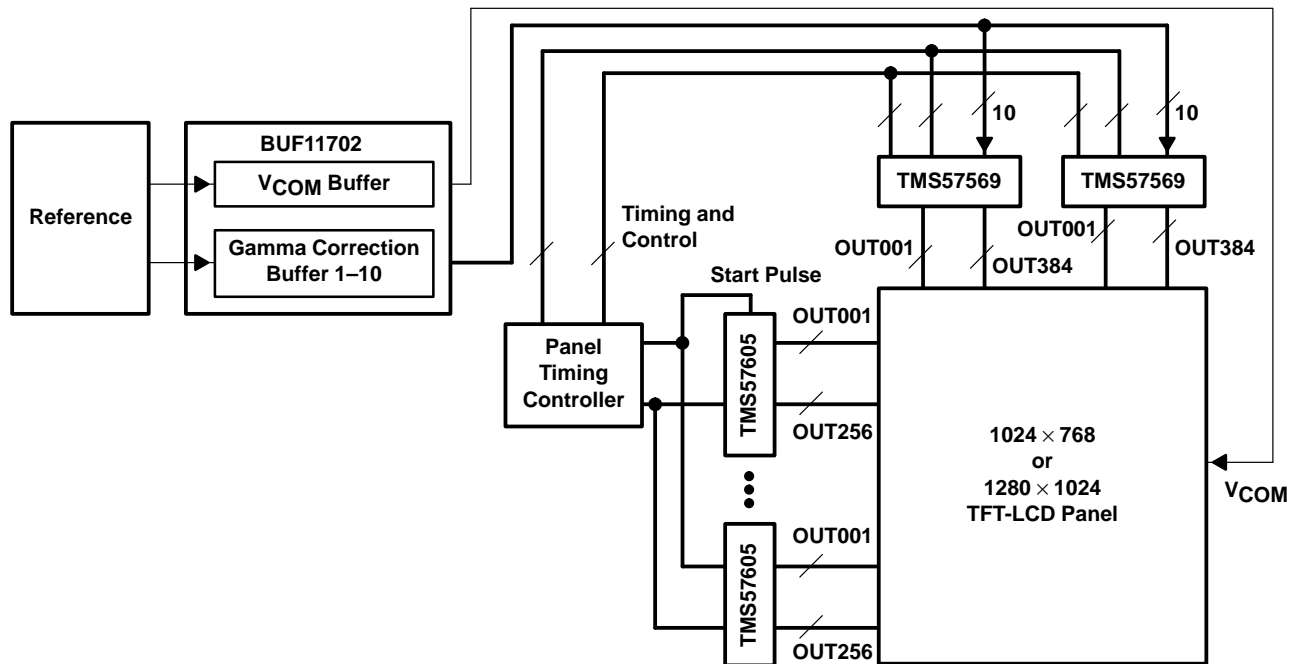 BUF11702
VCOM Buffer
Reference
Gamma Correction
Buffer 1–10
10
10
TMS57569
TMS57569
Timing and
Control
OUT001
OUT384
OUT001
OUT384
Start Pulse
Panel
Timing
Controller
TMS57605
OUT001
OUT256
TMS57605
OUT001
OUT256
1024 × 768
or
1280 × 1024
TFT-LCD Panel
VCOM